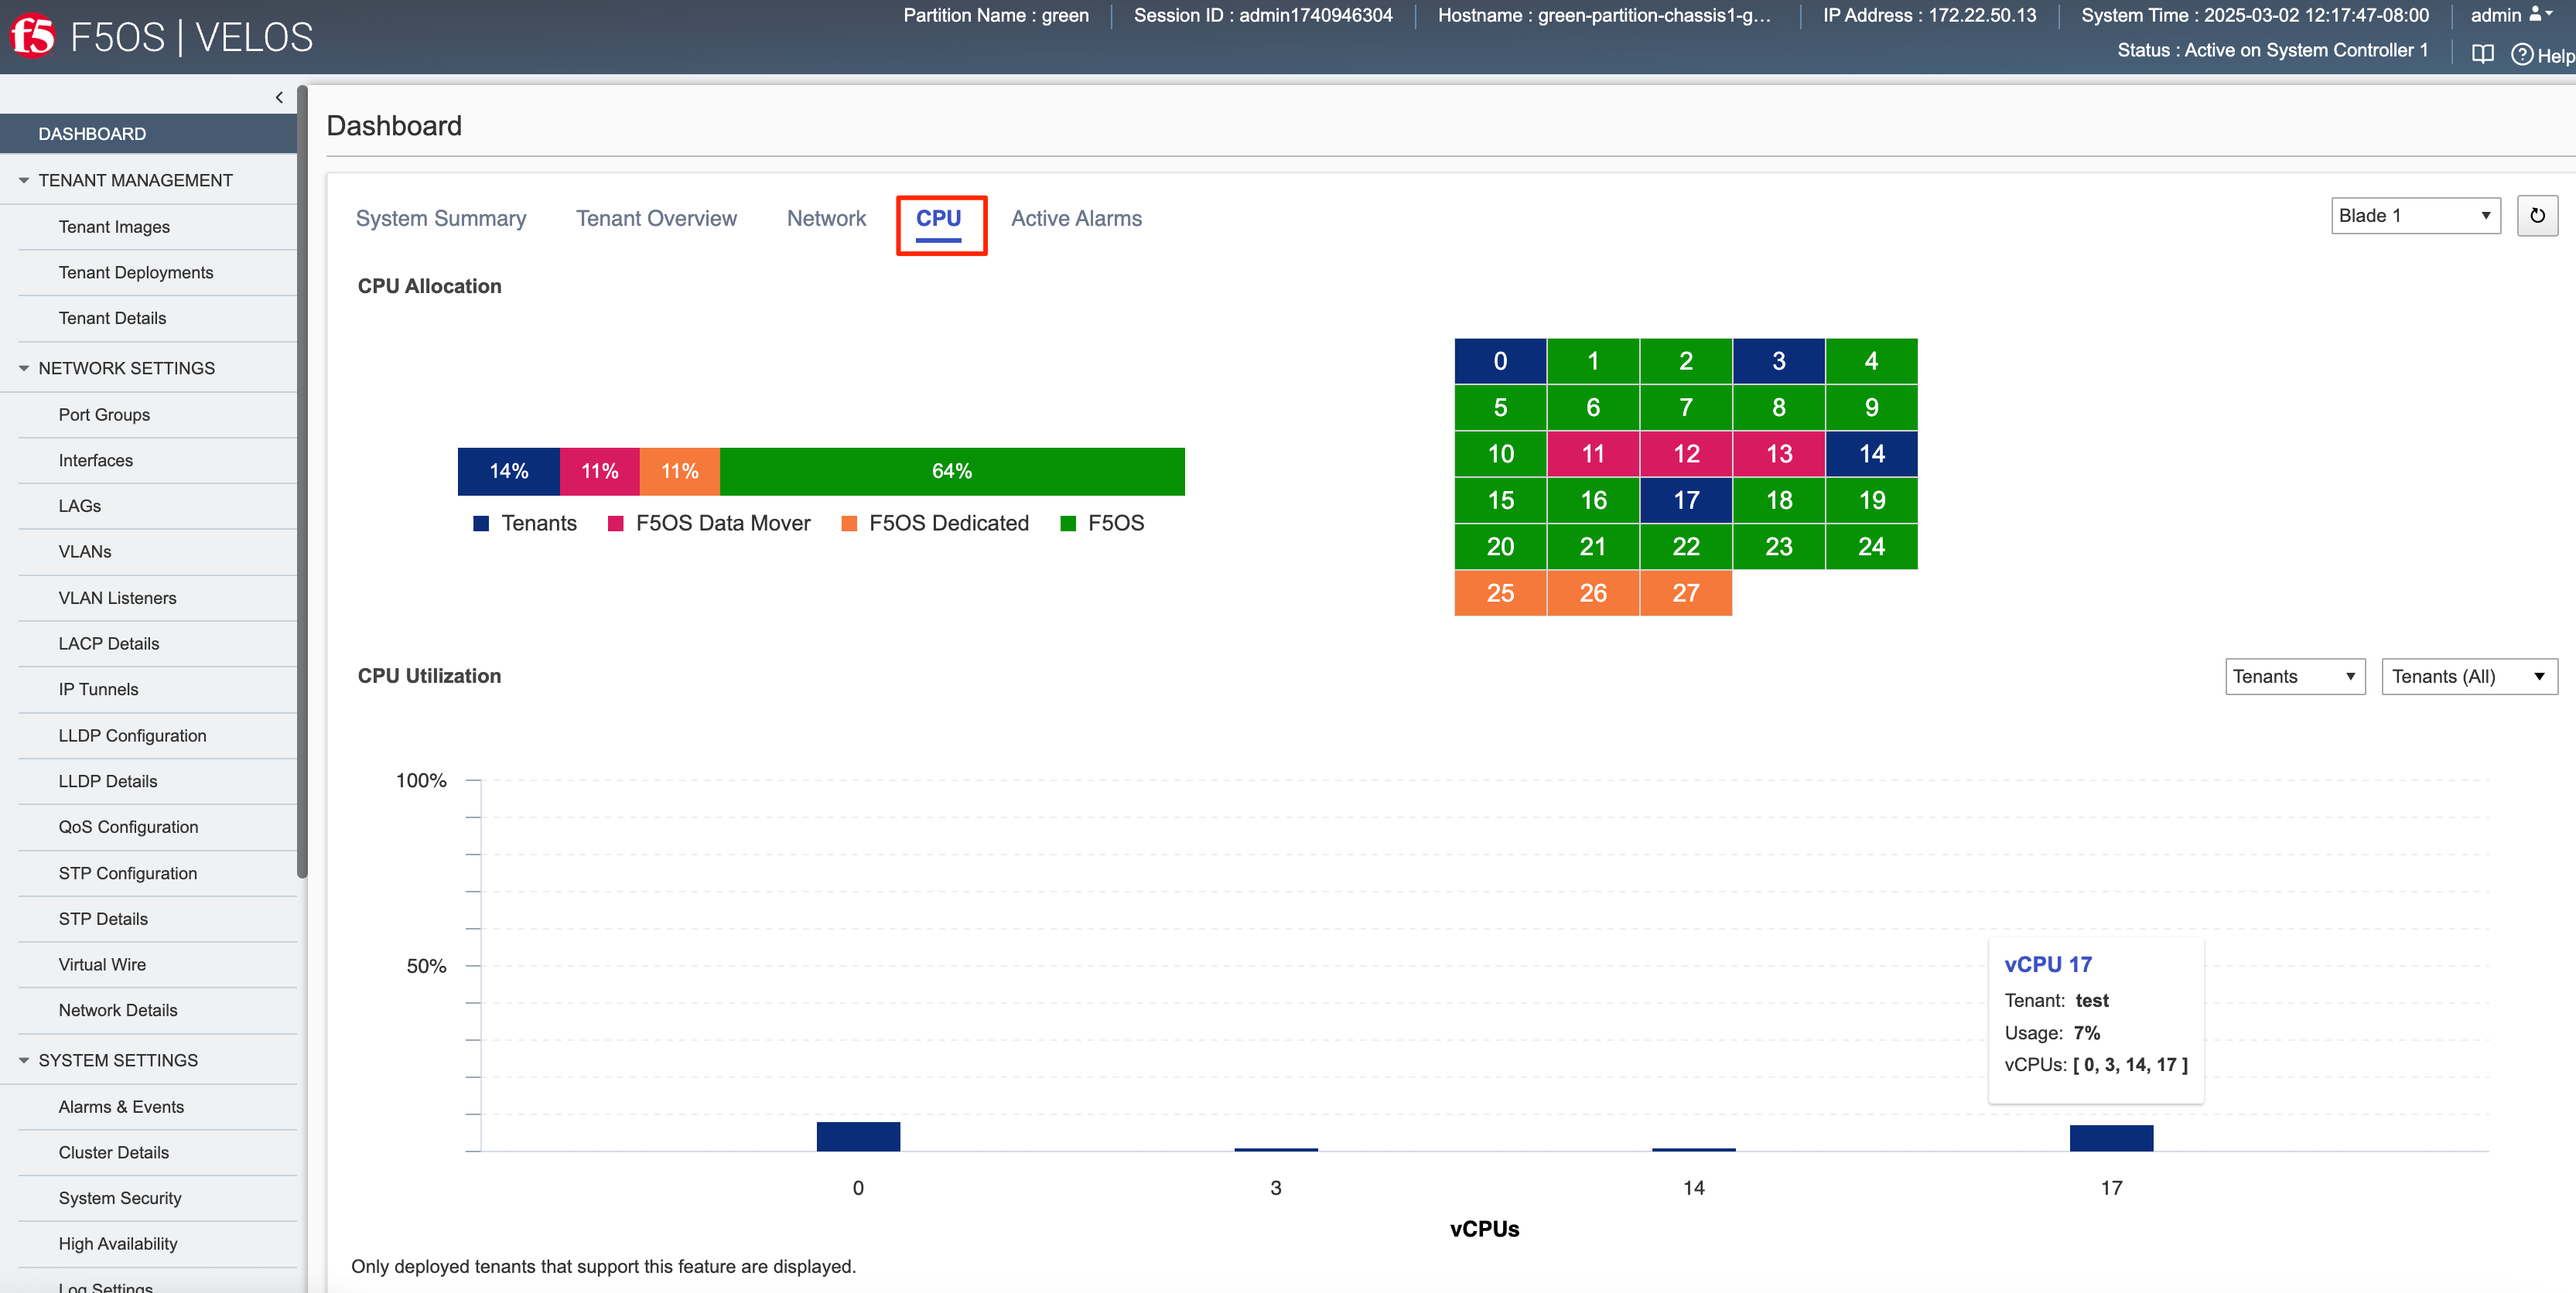 f5 F5OS | VELOS
Partition Name : green
Session ID : admin1740946304
Hostname : green-partition-chassis1-g...
IP Address : 172.22.50.13
System Time : 2025-03-02 12:17:47-08:00
admin
Status : Active on System Controller 1
Help
DASHBOARD
TENANT MANAGEMENT
Tenant Images
Tenant Deployments
Tenant Details
NETWORK SETTINGS
Port Groups
Interfaces
LAGs
VLANs
VLAN Listeners
LACP Details
IP Tunnels
LLDP Configuration
LLDP Details
QoS Configuration
STP Configuration
STP Details
Virtual Wire
Network Details
SYSTEM SETTINGS
Alarms & Events
Cluster Details
System Security
High Availability
Log Settings
Dashboard
System Summary
Tenant Overview
Network
CPU
Active Alarms
Blade 1
CPU Allocation
14% 11% 11% 64%
Tenants F5OS Data Mover F5OS Dedicated F5OS
0 1 2 3 4
5 6 7 8 9
10 11 12 13 14
15 16 17 18 19
20 21 22 23 24
25 26 27
CPU Utilization
Tenants
Tenants (All)
100%
50%
vCPU 17
Tenant: test
Usage: 7%
vCPUs: [ 0, 3, 14, 17 ]
0 3 14 17
vCPUs
Only deployed tenants that support this feature are displayed.